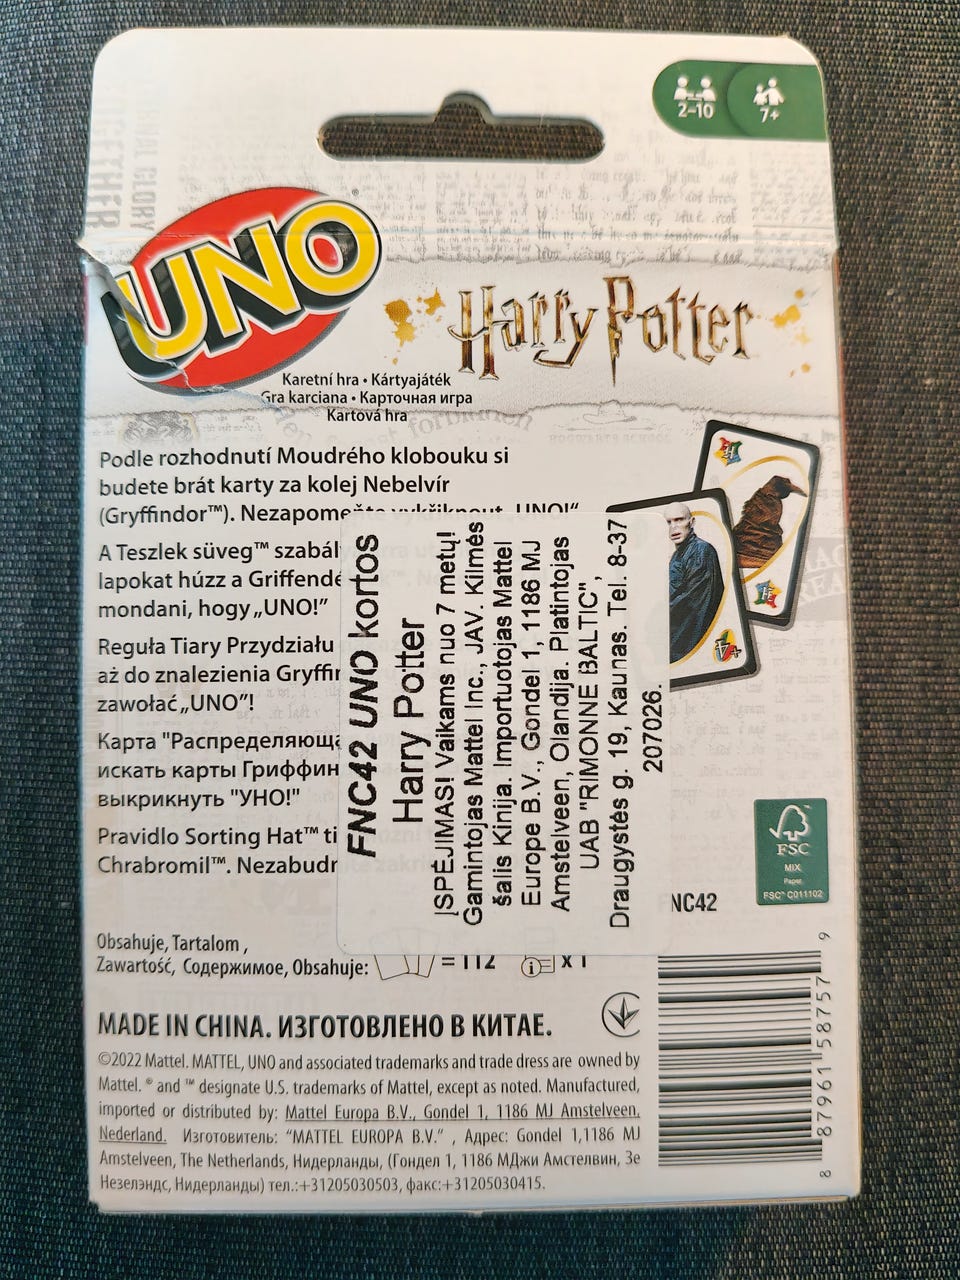 2-10
7+
UNO
Harry Potter
Karetní hra • Kártyajáték
Gra karciana • Карточная игра
Kartová hra
Podle rozhodnutí Moudrého klobouku si
budete brát karty za kolej Nebelvír
(Gryffindor™). Nezapomeňte vykřiknout „UNO!“
A Teszlek süveg™ szabál
lapokat húzz a Griffendé
mondani, hogy „UNO!”
Reguła Tiary Przydziału
aż do znalezienia Gryffin
zawołać „UNO”!
Карта "Распределяюща
искать карты Гриффин
выкрикнуть "УНО!"
Pravidlo Sorting Hat™ ti
Chrabromil™. Nezabudn
FNC42 UNO kortos
Harry Potter
ĮSPĖJIMAS! Vaikams nuo 7 metų!
Gamintojas Mattel Inc., JAV. Kilmės
šalis Kinija. Importuotojas Mattel
Europe B.V., Gondel 1, 1186 MJ
Amstelveen, Olandija. Platintojas
UAB "RIMONNE BALTIC",
Draugystės g. 19, Kaunas. Tel. 8-37
207026.
FSC
MIX
Paper
FSC® C011102
NC42
Obsahuje, Tartalom,
Zawartość, Содержимое, Obsahuje: = 112 x 1
MADE IN CHINA. ИЗГОТОВЛЕНО В КИТАЕ.
©2022 Mattel. MATTEL, UNO and associated trademarks and trade dress are owned by
Mattel. ® and ™ designate U.S. trademarks of Mattel, except as noted. Manufactured,
imported or distributed by: Mattel Europa B.V., Gondel 1, 1186 MJ Amstelveen,
Nederland. Изготовитель: “MATTEL EUROPA B.V.” , Адрес: Gondel 1,1186 MJ
Amstelveen, The Netherlands, Нидерланды, (Гондел 1, 1186 МДжи Амстелвин, Зе
Незелэндс, Нидерланды) тел.:+31205030503, факс:+31205030415.
8 87961 58757 9